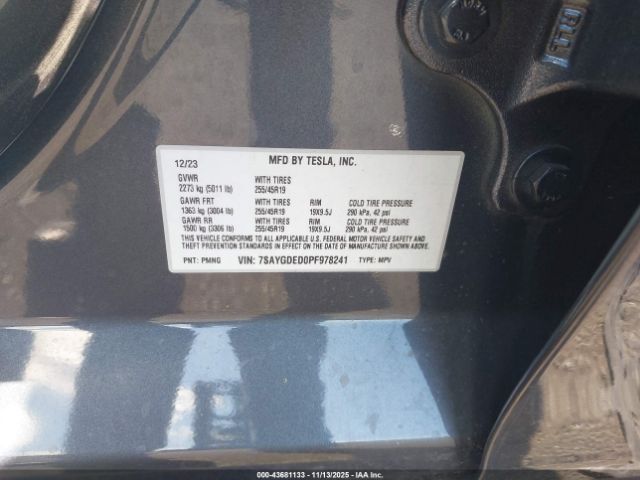 12/23 MFD BY TESLA, INC.
GVWR WITH TIRES
2273 kg (5011 lb) 255/45R19
GAWR FRT WITH TIRES RIM COLD TIRE PRESSURE
1363 kg (3004 lb) 255/45R19 19X9.5J 290 kPa, 42 psi
GAWR RR WITH TIRES RIM COLD TIRE PRESSURE
1500 kg (3306 lb) 255/45R19 19X9.5J 290 kPa, 42 psi
THIS VEHICLE CONFORMS TO ALL APPLICABLE U.S. FEDERAL MOTOR VEHICLE SAFETY AND
THEFT PREVENTION STANDARDS IN EFFECT ON THE DATE OF MANUFACTURE SHOWN ABOVE.
PNT: PMNG VIN: 7SAYGDED0PF978241 TYPE: MPV
000-43681133 - 11/13/2025 - IAAI, Inc.